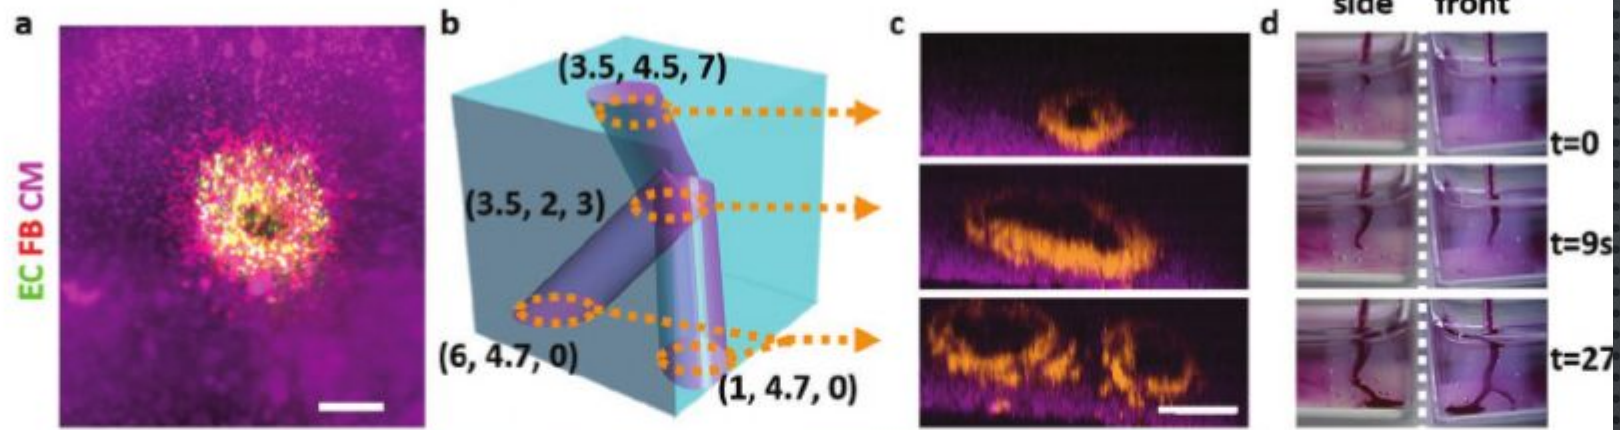 side front
a b c d
EC FB CM
(3.5, 4.5, 7)
(3.5, 2, 3)
(6, 4.7, 0)
(1, 4.7, 0)
t=0
t=9s
t=27